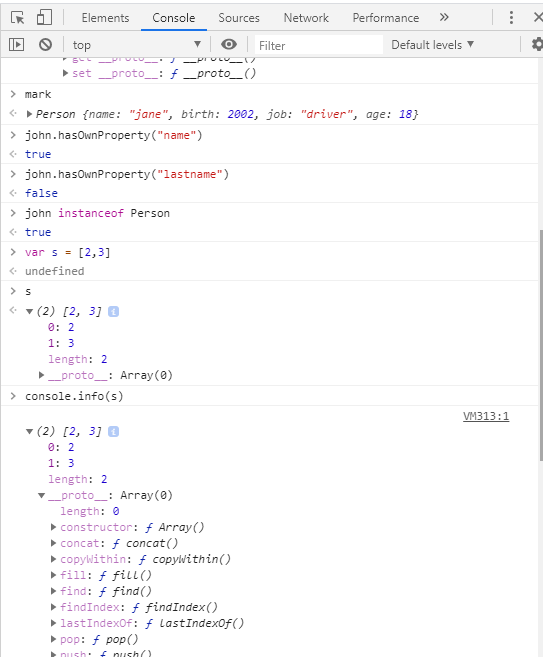 Elements Console Sources Network Performance »
top Filter Default levels
get __proto__: ƒ __proto__()
set __proto__: ƒ __proto__()
mark
Person {name: "jane", birth: 2002, job: "driver", age: 18}
john.hasOwnProperty("name")
true
john.hasOwnProperty("lastname")
false
john instanceof Person
true
var s = [2,3]
undefined
s
(2) [2, 3]
0: 2
1: 3
length: 2
__proto__: Array(0)
console.info(s)
VM313:1
(2) [2, 3]
0: 2
1: 3
length: 2
__proto__: Array(0)
length: 0
constructor: ƒ Array()
concat: ƒ concat()
copyWithin: ƒ copyWithin()
fill: ƒ fill()
find: ƒ find()
findIndex: ƒ findIndex()
lastIndexOf: ƒ lastIndexOf()
pop: ƒ pop()
push: ƒ push()